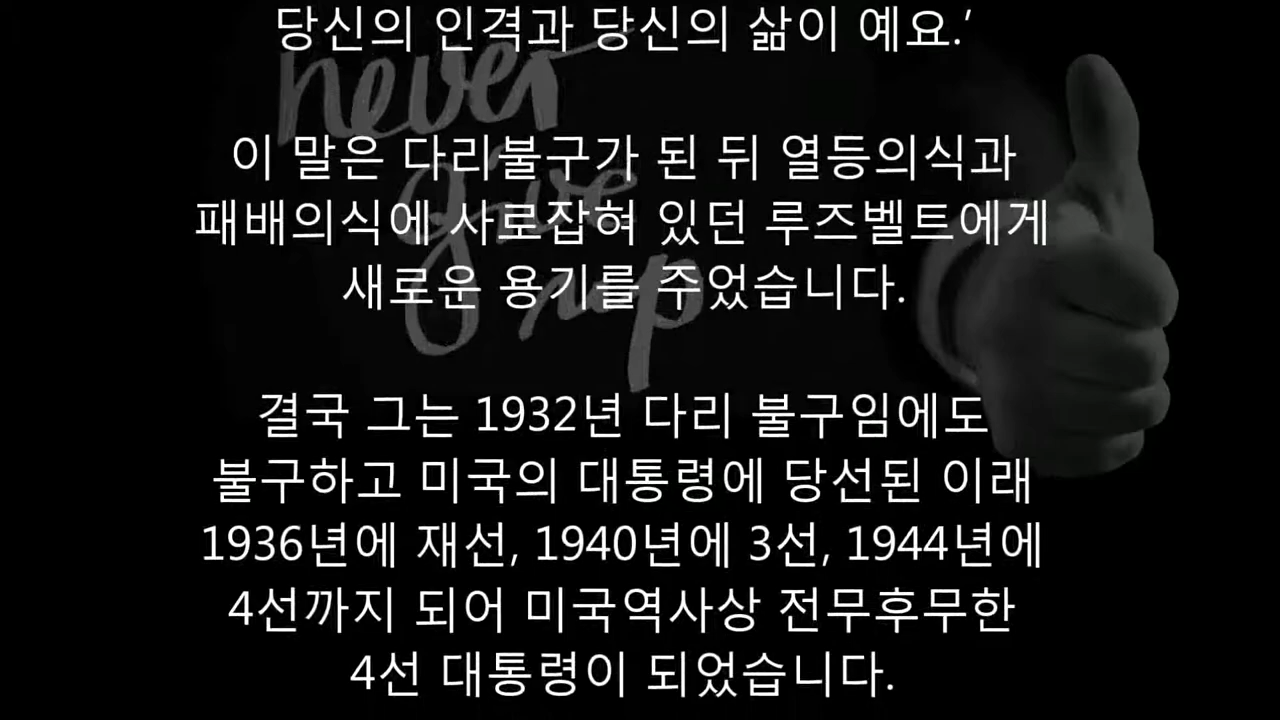 당신의 인격과 당신의 삶이 예요.’
never
give
up
이 말은 다리불구가 된 뒤 열등의식과
패배의식에 사로잡혀 있던 루즈벨트에게
새로운 용기를 주었습니다.
결국 그는 1932년 다리 불구임에도
불구하고 미국의 대통령에 당선된 이래
1936년에 재선, 1940년에 3선, 1944년에
4선까지 되어 미국역사상 전무후무한
4선 대통령이 되었습니다.